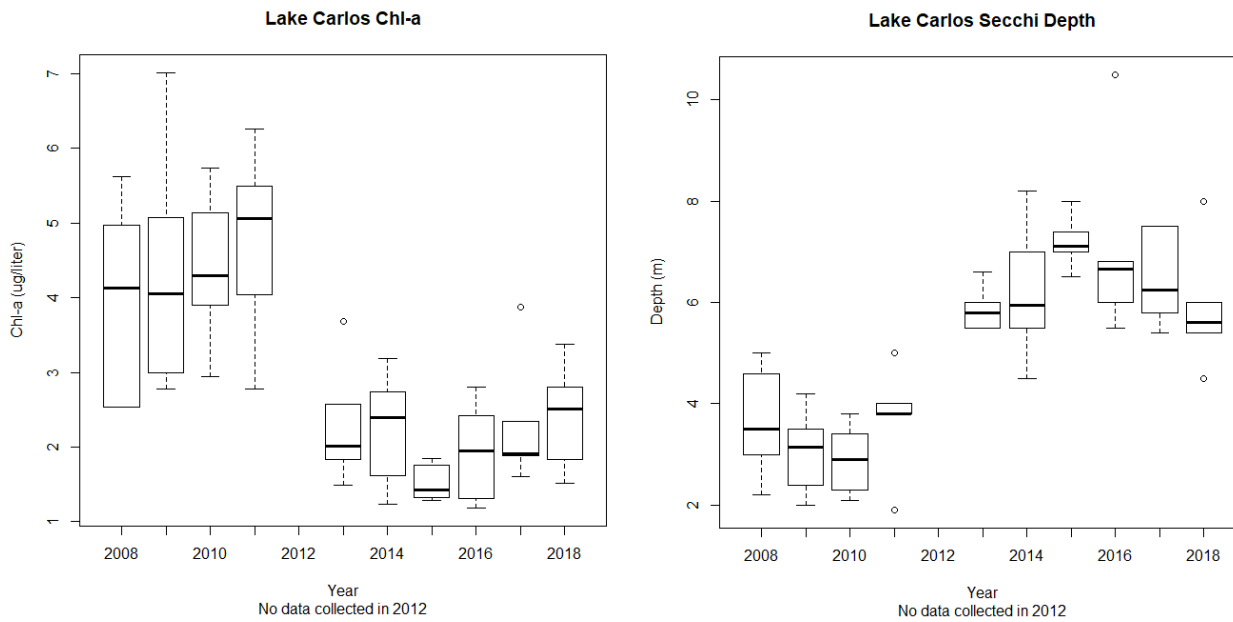 Lake Carlos Chl-a
Chl-a (ug/liter)
7
6
5
4
3
2
1
2008 2010 2012 2014 2016 2018
Year
No data collected in 2012
Lake Carlos Secchi Depth
Depth (m)
10
8
6
4
2
2008 2010 2012 2014 2016 2018
Year
No data collected in 2012